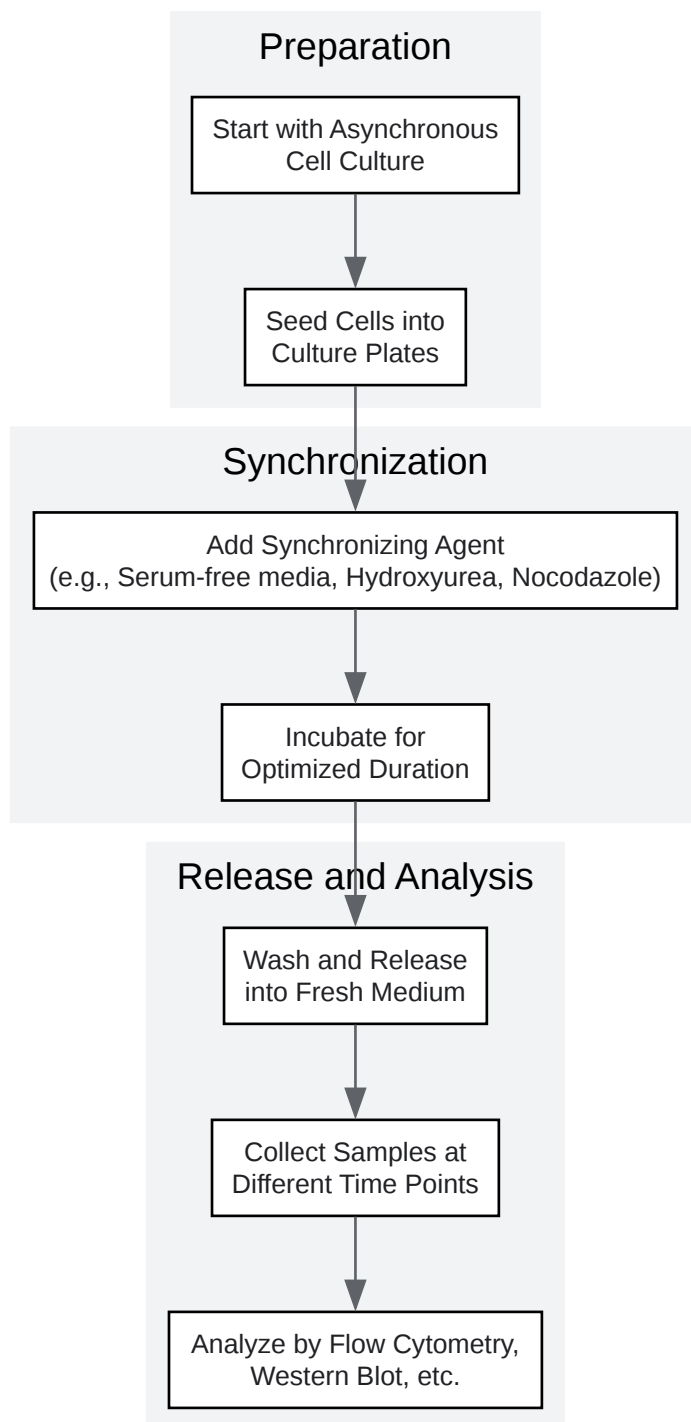 Preparation
Start with Asynchronous
Cell Culture
Seed Cells into
Culture Plates
Synchronization
Add Synchronizing Agent
(e.g., Serum-free media, Hydroxyurea, Nocodazole)
Incubate for
Optimized Duration
Release and Analysis
Wash and Release
into Fresh Medium
Collect Samples at
Different Time Points
Analyze by Flow Cytometry,
Western Blot, etc.